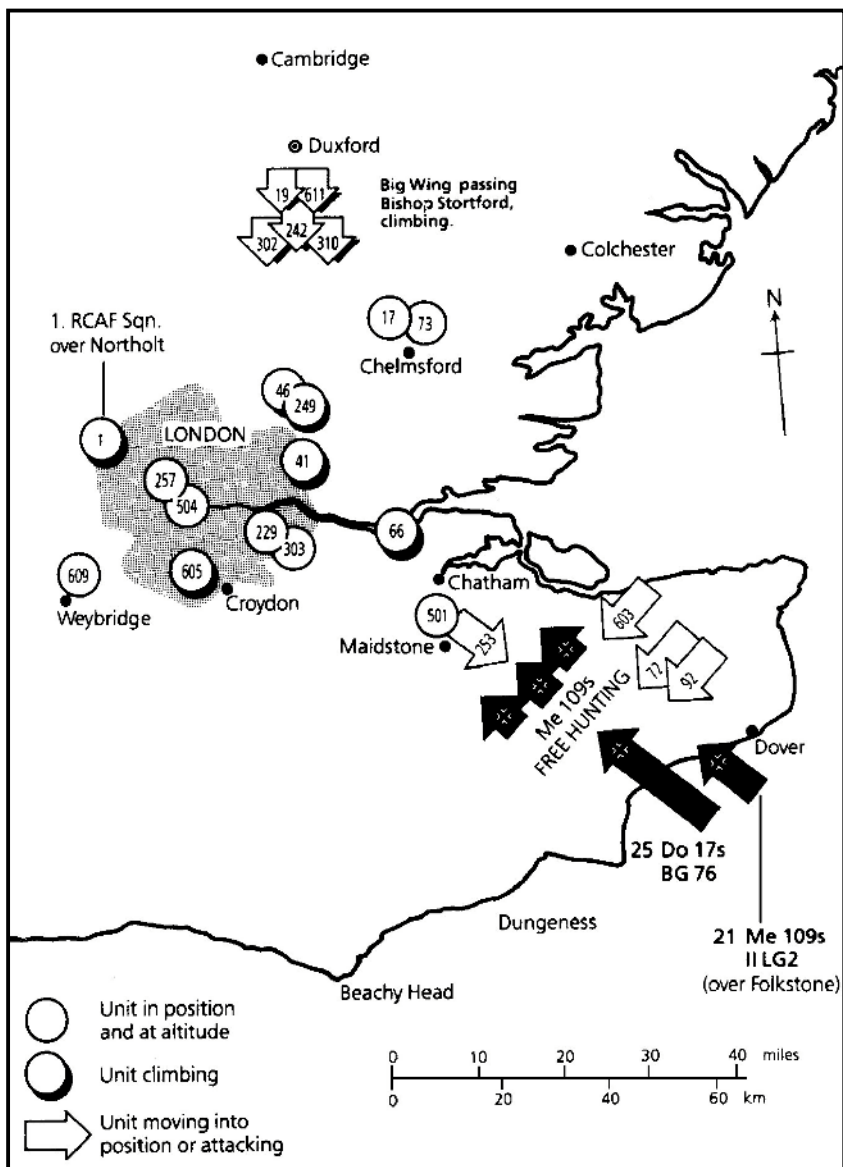 Cambridge
Duxford
19
611
302
242
310
Big Wing passing
Bishop Stortford,
climbing.
Colchester
17
73
Chelmsford
N
1. RCAF Sqn.
over Northolt
46
249
1
LONDON
41
257
504
229
303
66
609
Weybridge
605
Croydon
Chatham
501
253
Maidstone
603
72
92
Me 109s
FREE HUNTING
Dover
25 Do 17s
BG 76
Dungeness
21 Me 109s
II LG2
(over Folkstone)
Beachy Head
Unit in position
and at altitude
Unit climbing
Unit moving into
position or attacking
0 10 20 30 40 miles
0 20 40 60 km